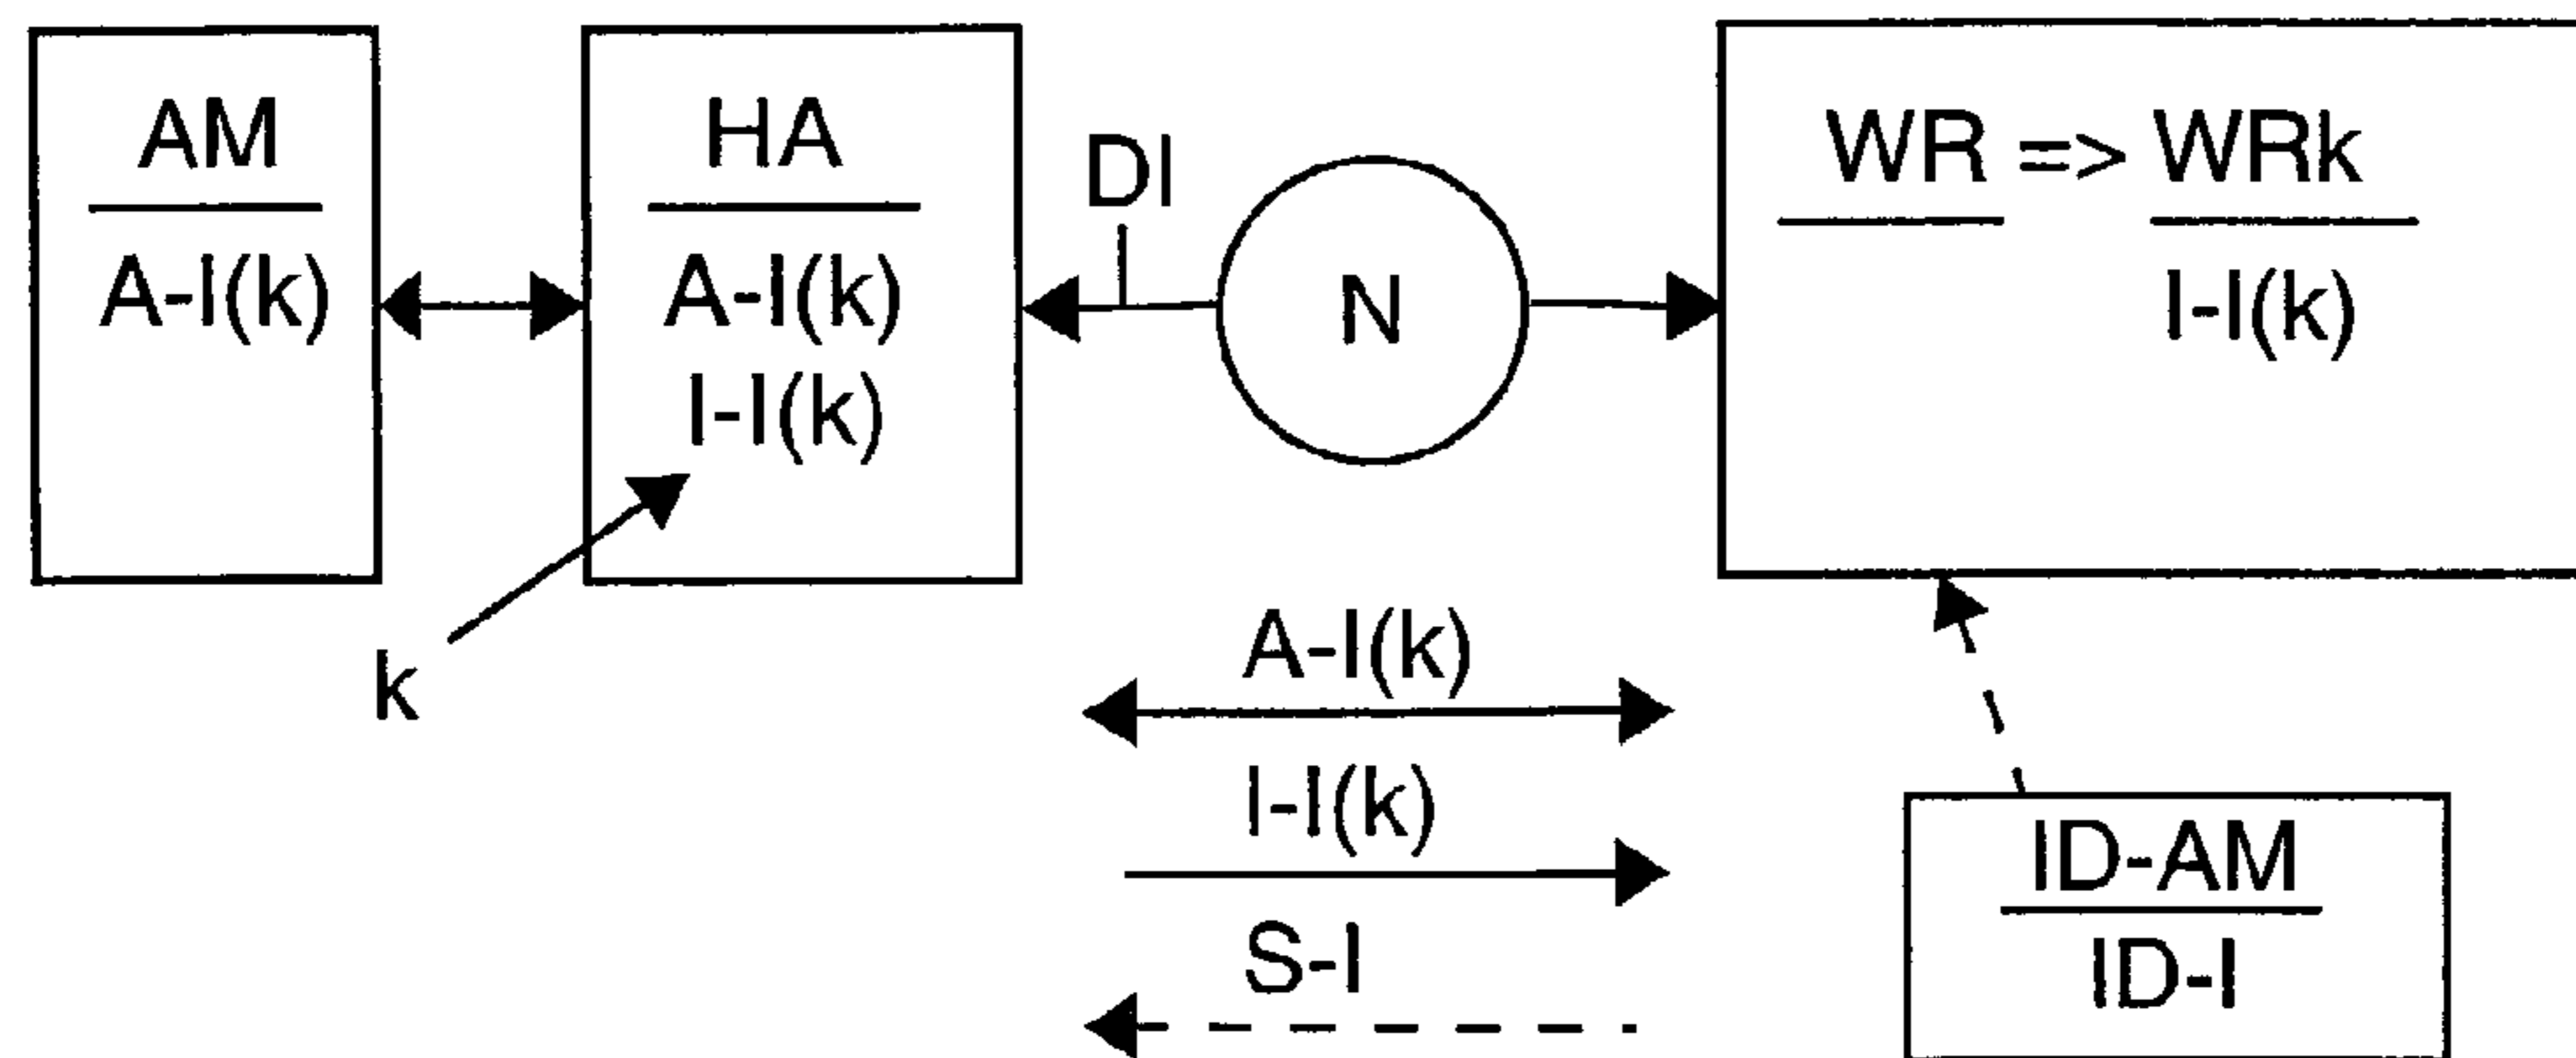 AM
A-I(k)
HA
A-I(k)
I-I(k)
DI
N
WR => WRk
I-I(k)
k
A-I(k)
I-I(k)
S-I
ID-AM
ID-I